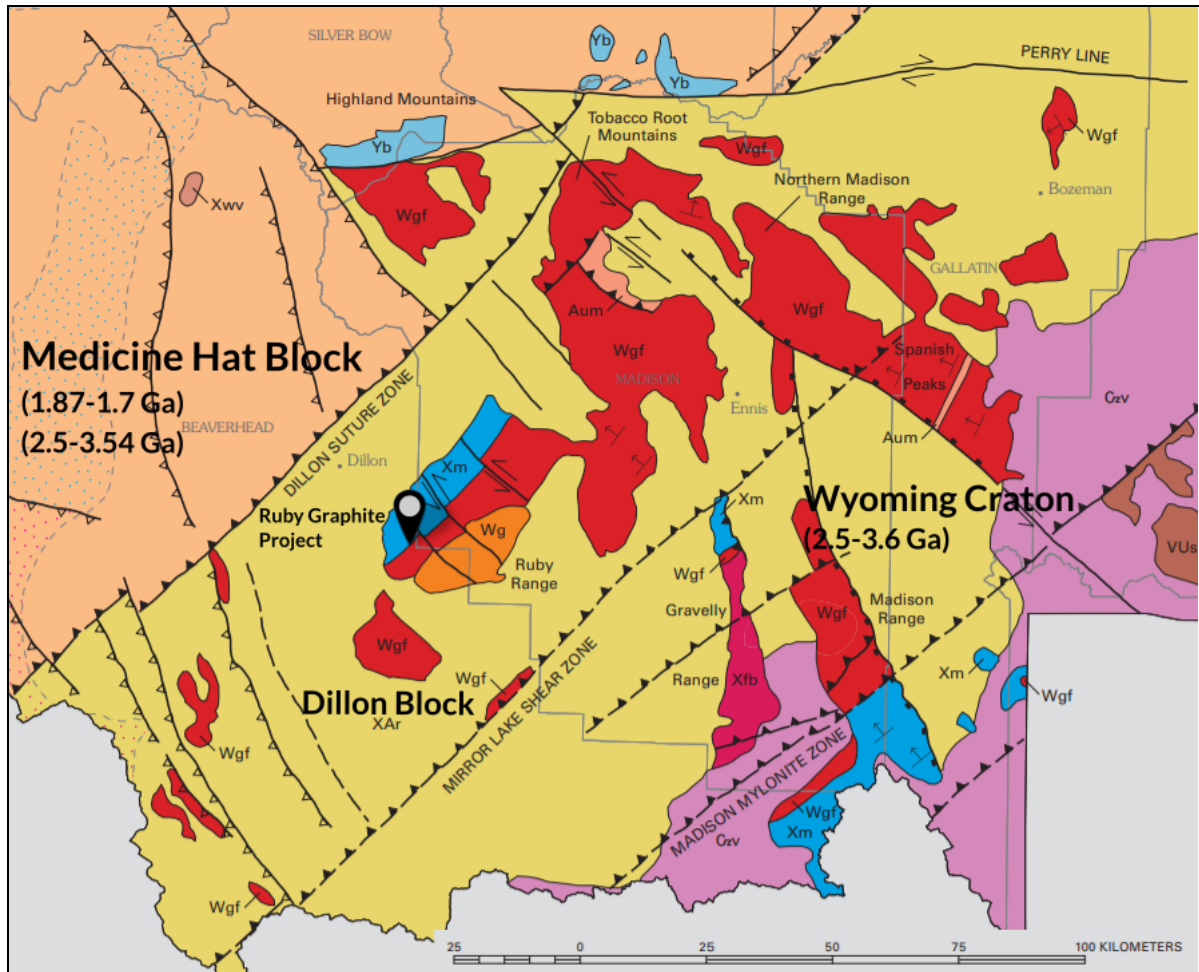 SILVER BOW
Yb
Yb
PERRY LINE
Highland Mountains
Tobacco Root
Mountains
Yb
Wgf
Wgf
Northern Madison
Range
Xwv
Wgf
Bozeman
GALLATIN
Aum
Wgf
Wgf
Spanish
Peaks
Medicine Hat Block
(1.87-1.7 Ga)
(2.5-3.54 Ga)
BEAVERHEAD
DILLON SUTURE ZONE
MADISON
Ennis
Aum
Czv
Dillon
Xm
Ruby Graphite
Project
Wg
Ruby
Range
Xm
Wyoming Craton
(2.5-3.6 Ga)
VUs
Wgf
Gravelly
Range
Wgf
Madison
Range
Wgf
Wgf
Xfb
Xm
Wgf
Dillon Block
XAr
MIRROR LAKE SHEAR ZONE
Wgf
MADISON MYLONITE ZONE
Wgf
Xm
Czv
Wgf
25
0
25
50
75
100 KILOMETERS